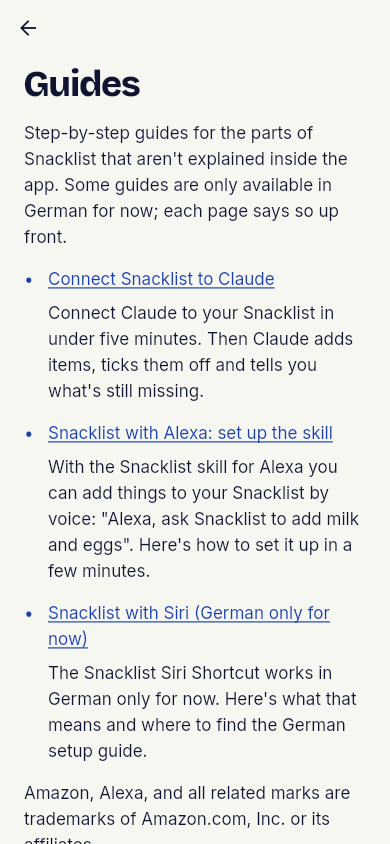 Guides
Step-by-step guides for the parts of
Snacklist that aren't explained inside the
app. Some guides are only available in
German for now; each page says so up
front.
• Connect Snacklist to Claude
Connect Claude to your Snacklist in
under five minutes. Then Claude adds
items, ticks them off and tells you
what's still missing.
• Snacklist with Alexa: set up the skill
With the Snacklist skill for Alexa you
can add things to your Snacklist by
voice: "Alexa, ask Snacklist to add milk
and eggs". Here's how to set it up in a
few minutes.
• Snacklist with Siri (German only for
now)
The Snacklist Siri Shortcut works in
German only for now. Here's what that
means and where to find the German
setup guide.
Amazon, Alexa, and all related marks are
trademarks of Amazon.com, Inc. or its
affiliates.